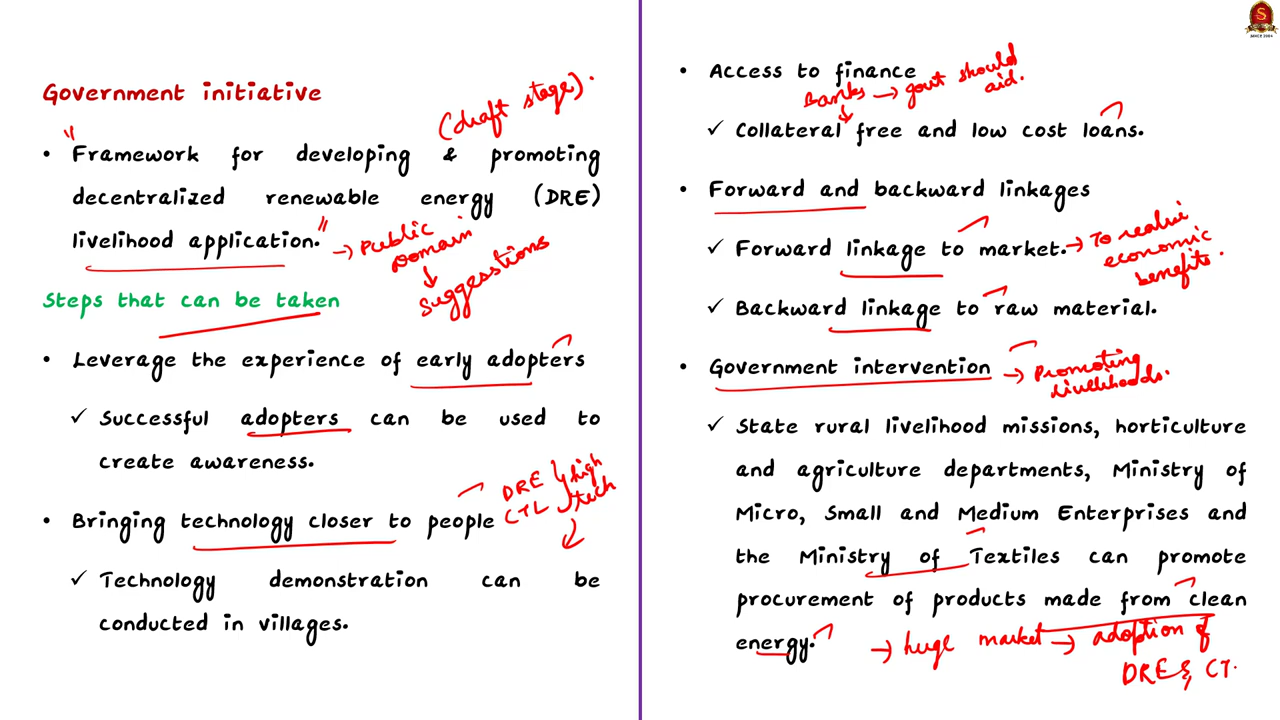 Government initiative
(draft stage).
" • Framework for developing & promoting
decentralized renewable energy (DRE)
livelihood application."
→ Public
Domain
↓
suggesstions
Steps that can be taken
• Leverage the experience of early adopters
✓ Successful adopters can be used to
create awareness.
• Bringing technology closer to people
DRE } high
CTL } tech
✓ Technology demonstration can be
conducted in villages.
S
SINCE 2004
• Access to finance
Banks → govt should
aid.
✓ Collateral free and low cost loans.
• Forward and backward linkages
✓ Forward linkage to market.
→ To realise
economic
benefits.
✓ Backward linkage to raw material.
• Government intervention
→ Promoting
livelihoods.
✓ State rural livelihood missions, horticulture
and agriculture departments, Ministry of
Micro, Small and Medium Enterprises and
the Ministry of Textiles can promote
procurement of products made from clean
energy.
→ huge market → adoption of
DRE & CT.